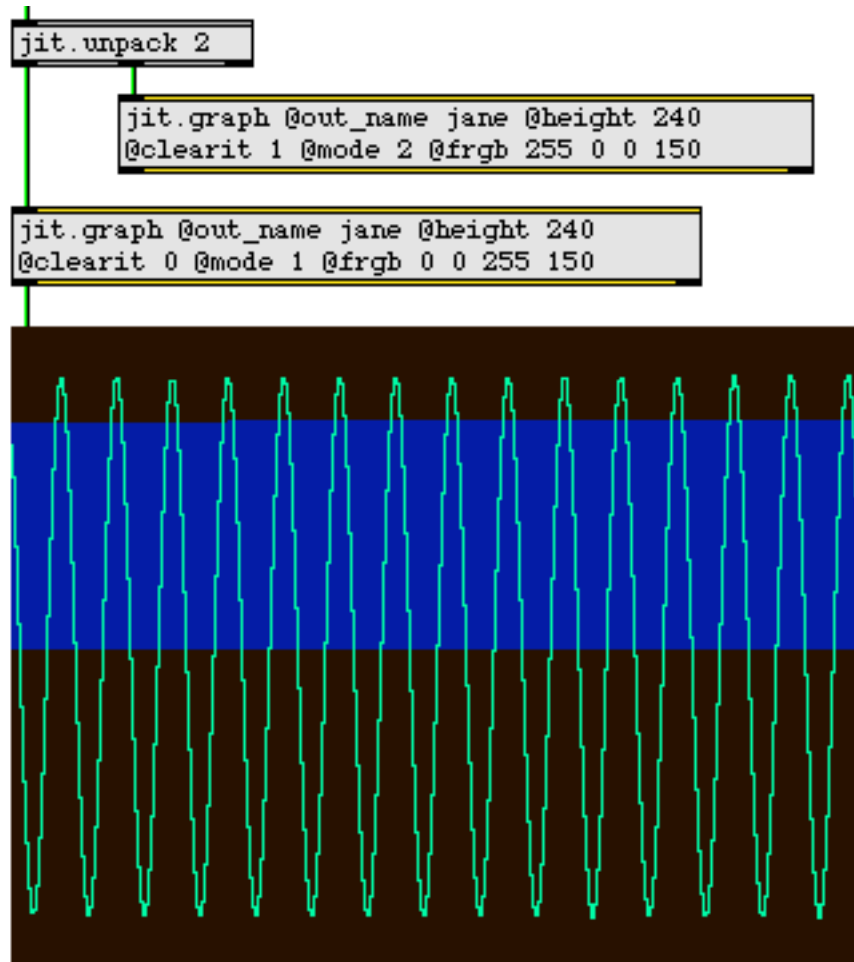 jit.unpack 2
jit.graph @out_name jane @height 240
@clearit 1 @mode 2 @frgb 255 0 0 150
jit.graph @out_name jane @height 240
@clearit 0 @mode 1 @frgb 0 0 255 150